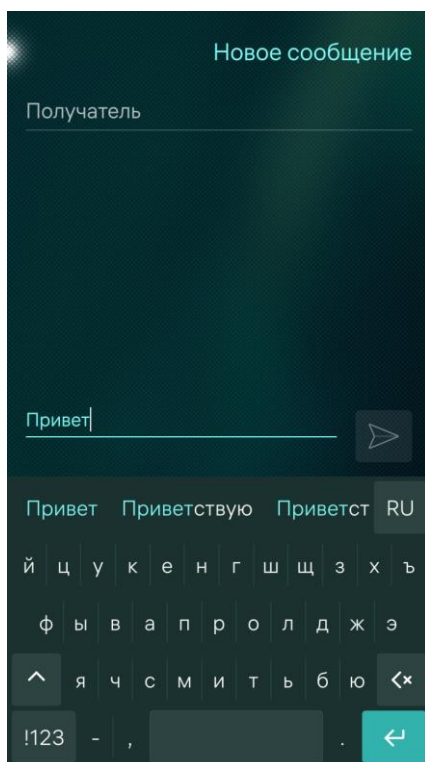 Новое сообщение
Получатель
Привет
Привет Приветствую Приветст RU
й ц у к е н г ш щ з х ъ
ф ы в а п р о л д ж э
я ч с м и т ь б ю
!123 - , .